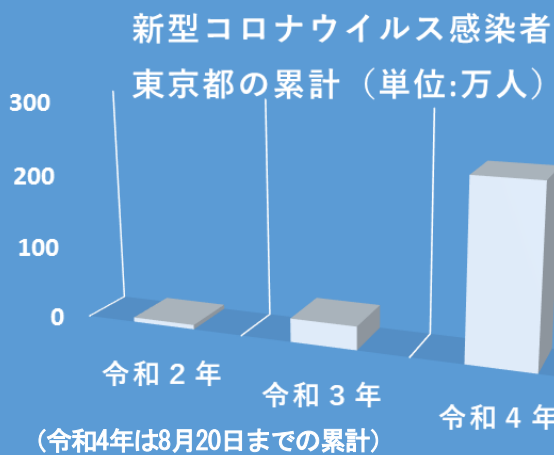 新型コロナウイルス感染者
東京都の累計（単位:万人）
300
200
100
0
令和２年
令和３年
令和４年
（令和4年は8月20日までの累計）